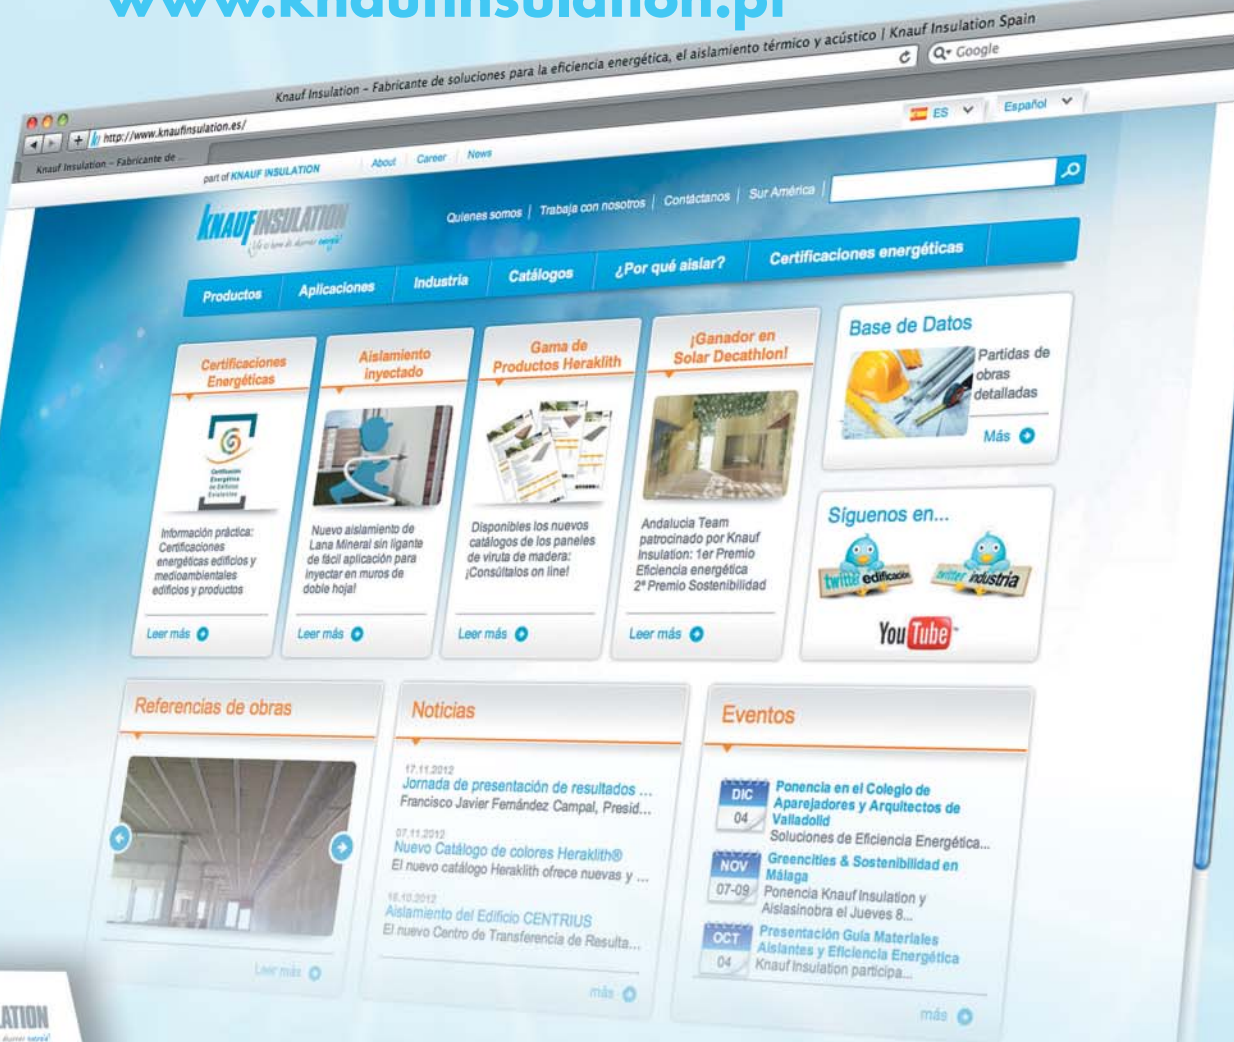 www.knaufinsulation.pt
Knauf Insulation – Fabricante de soluciones para la eficiencia energética, el aislamiento térmico y acústico | Knauf Insulation Spain
http://www.knaufinsulation.es/
Google
Knauf Insulation – Fabricante de ...
part of KNAUF INSULATION
About
Career
News
ES
Español
KNAUF INSULATION
Quienes somos | Trabaja con nosotros | Contáctanos | Sur América |
Productos
Aplicaciones
Industria
Catálogos
¿Por qué aislar?
Certificaciones energéticas
Certificaciones
Energéticas
Certificación
Energética
de Edificios
Existentes
Información práctica:
Certificaciones
energéticas edificios y
medioambientales
edificios y productos
Leer más
Aislamiento
inyectado
Nuevo aislamiento de
Lana Mineral sin ligante
de fácil aplicación para
inyectar en muros de
doble hoja!
Leer más
Gama de
Productos Heraklith
Disponibles los nuevos
catálogos de los paneles
de viruta de madera:
¡Consúltalos on line!
Leer más
¡Ganador en
Solar Decathlon!
Andalucia Team
patrocinado por Knauf
Insulation: 1er Premio
Eficiencia energética
2º Premio Sostenibilidad
Leer más
Base de Datos
Partidas de
obras
detalladas
Más
Síguenos en...
twitter edificación
twitter industria
YouTube
Referencias de obras
Leer más
Noticias
17.11.2012
Jornada de presentación de resultados ...
Francisco Javier Fernández Campal, Presid...
07.11.2012
Nuevo Catálogo de colores Heraklith®
El nuevo catálogo Heraklith ofrece nuevas y ...
16.10.2012
Aislamiento del Edificio CENTRIUS
El nuevo Centro de Transferencia de Resulta...
más
Eventos
DIC
04
Ponencia en el Colegio de
Aparejadores y Arquitectos de
Valladolid
Soluciones de Eficiencia Energética...
NOV
07-09
Greencities & Sostenibilidad en
Málaga
Ponencia Knauf Insulation y
Aislasinobra el Jueves 8...
OCT
04
Presentación Guía Materiales
Aislantes y Eficiencia Energética
Knauf Insulation participa...
más
LATION